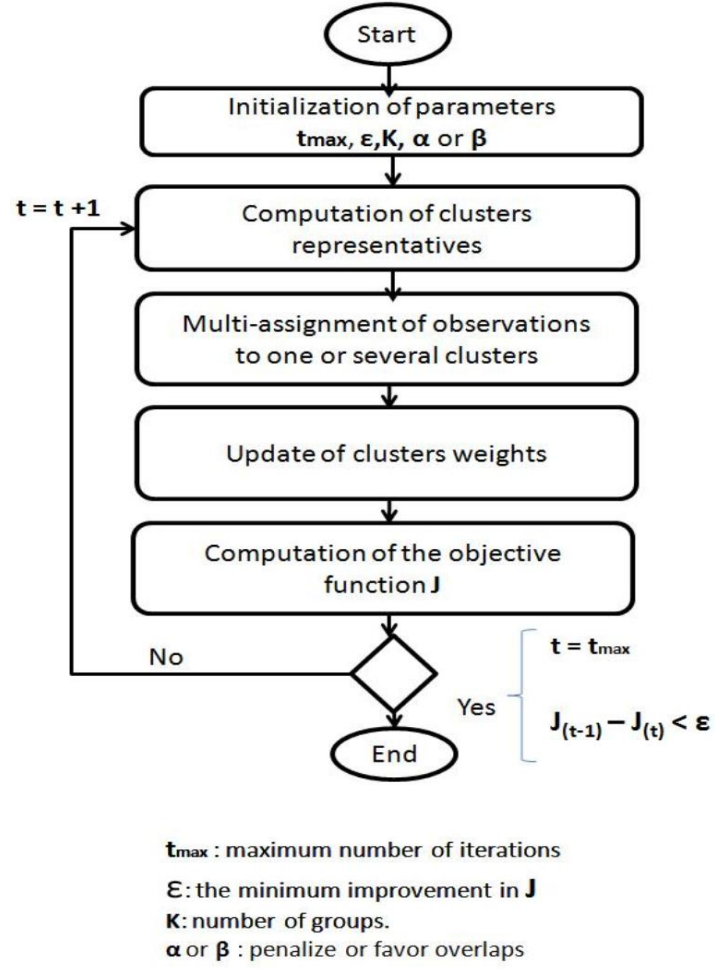 Start
Initialization of parameters
tmax, ε,K, α or β
t = t +1
Computation of clusters
representatives
Multi-assignment of observations
to one or several clusters
Update of clusters weights
Computation of the objective
function J
No
Yes
t = tmax
J(t-1) – J(t) < ε
End
tmax : maximum number of iterations
ε: the minimum improvement in J
K: number of groups.
α or β : penalize or favor overlaps